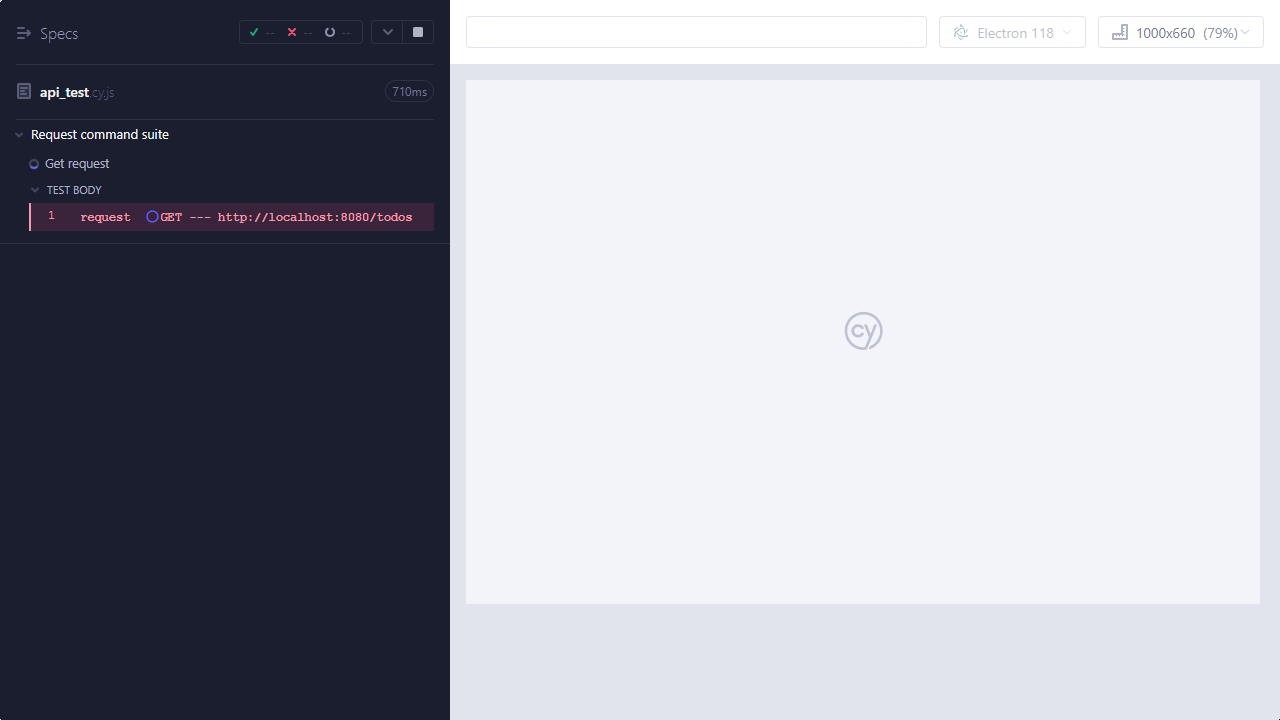 Specs
-- -- --
Electron 118
1000x660 (79%)
api_test.cy.js
710ms
Request command suite
Get request
TEST BODY
1 request GET --- http://localhost:8080/todos
cy